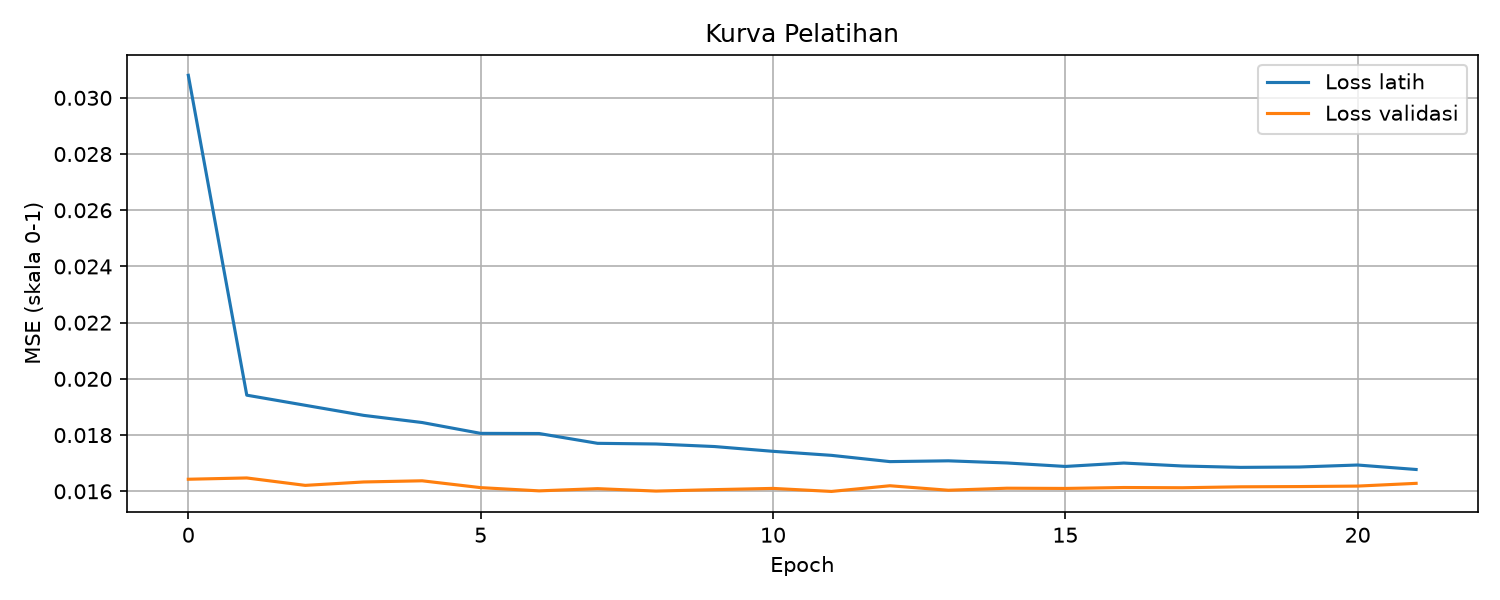 Kurva Pelatihan
Loss latih
Loss validasi
MSE (skala 0-1)
0.030
0.028
0.026
0.024
0.022
0.020
0.018
0.016
0 5 10 15 20
Epoch